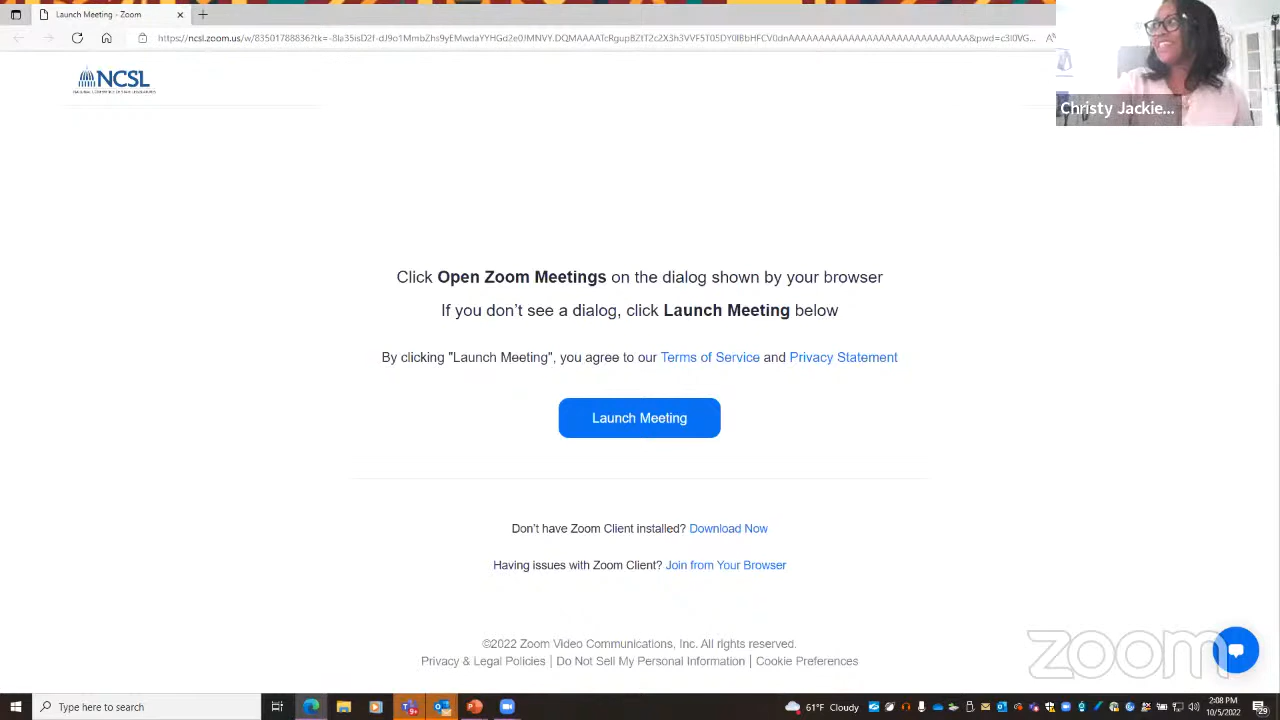 Launch Meeting - Zoom
Christy Jackie...
NCSL
Click Open Zoom Meetings on the dialog shown by your browser
If you don't see a dialog, click Launch Meeting below
By clicking "Launch Meeting", you agree to our Terms of Service and Privacy Statement
Launch Meeting
Don't have Zoom Client installed? Download Now
Having issues with Zoom Client? Join from Your Browser
©2022 Zoom Video Communications, Inc. All rights reserved.
Privacy & Legal Policies | Do Not Sell My Personal Information | Cookie Preferences
zoom
Type here to search
61°F Cloudy
2:08 PM
10/5/2022